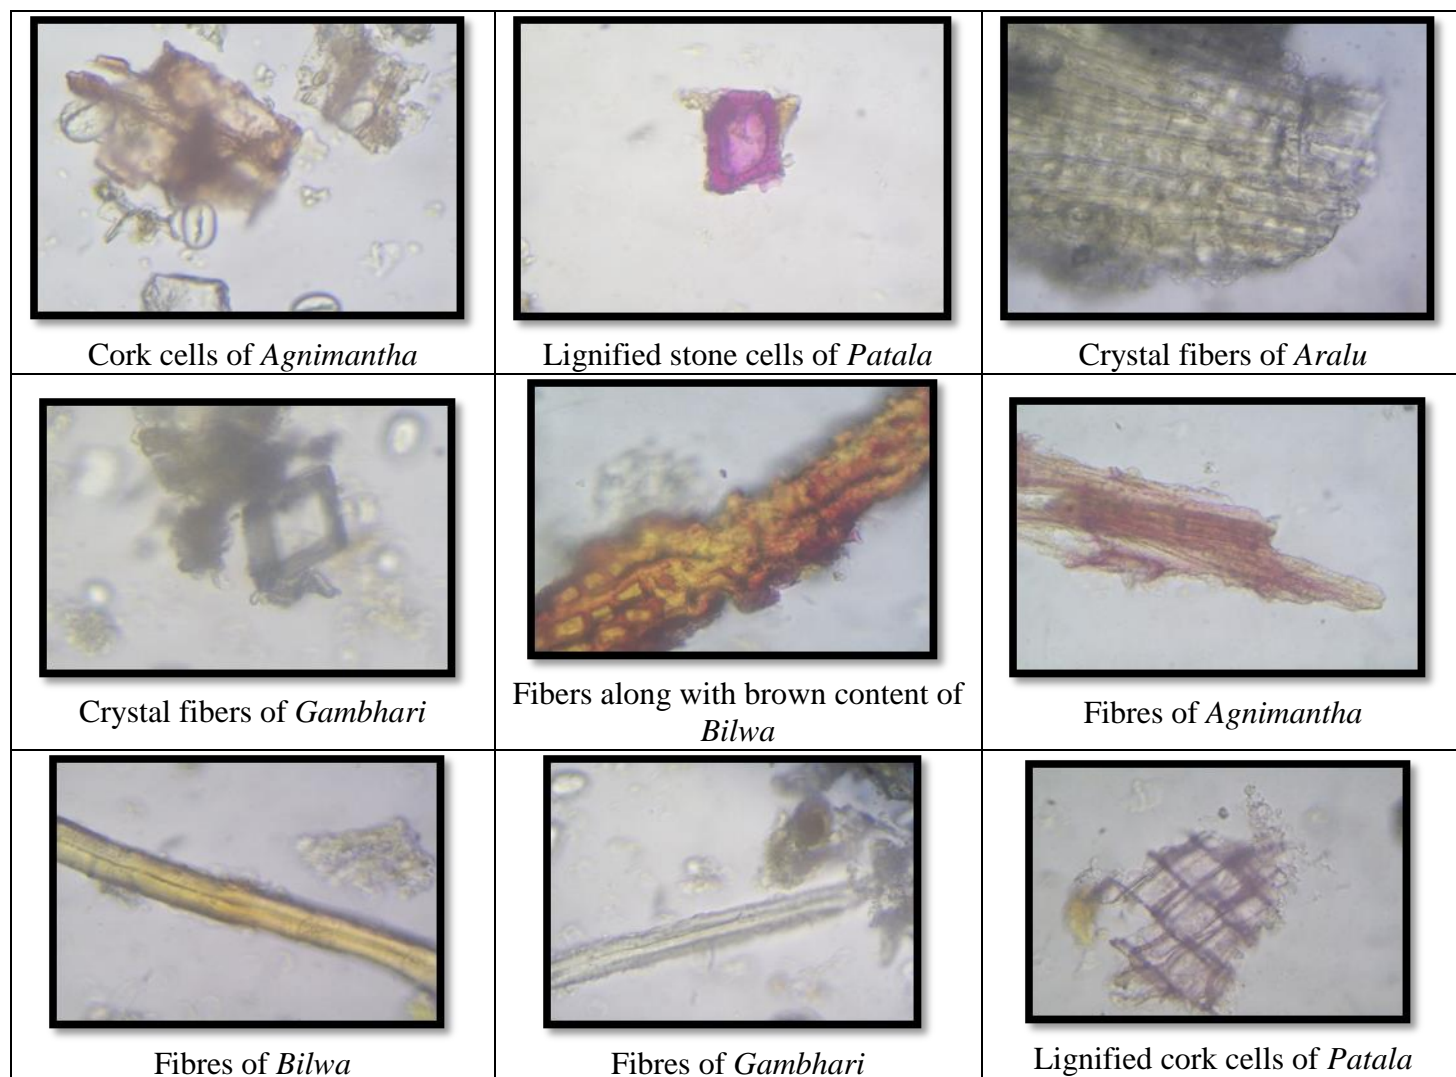 Cork cells of Agnimantha
Lignified stone cells of Patala
Crystal fibers of Aralu
Crystal fibers of Gambhari
Fibers along with brown content of
Bilwa
Fibres of Agnimantha
Fibres of Bilwa
Fibres of Gambhari
Lignified cork cells of Patala